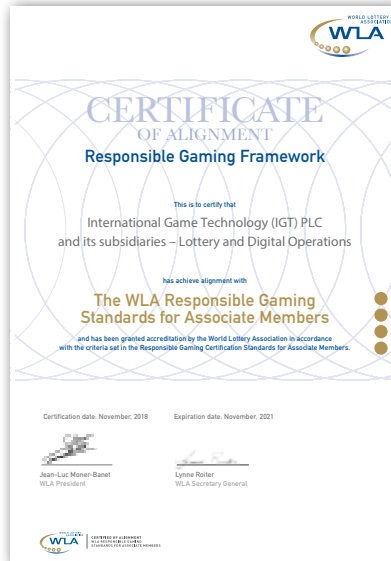 WORLD LOTTERY
ASSOCIATION
WLA
CERTIFICATE
OF ALIGNMENT
Responsible Gaming Framework
This is to certify that
International Game Technology (IGT) PLC
and its subsidiaries – Lottery and Digital Operations
has achieve alignment with
The WLA Responsible Gaming
Standards for Associate Members
and has been granted accreditation by the World Lottery Association in accordance
with the criteria set in the Responsible Gaming Certification Standards for Associate Members.
Certification date: November, 2018 Expiration date: November. 2021
Jean-Luc Moner-Banet Lynne Roiter
WLA President WLA Secretary General
WLA
CERTIFIED OF ALIGNMENT
WLA RESPONSIBLE GAMING
STANDARDS FOR ASSOCIATE MEMBERS